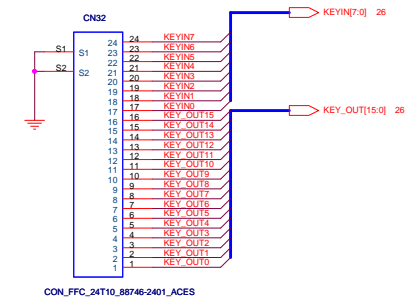 CN32
KEYIN[7:0] 26
S1 S1 24 24 KEYIN7
23 23 KEYIN6
S2 S2 22 22 KEYIN5
21 21 KEYIN4
20 20 KEYIN3
19 19 KEYIN2
18 18 KEYIN1
17 17 KEYIN0
16 16 KEY_OUT15 KEY_OUT[15:0] 26
15 15 KEY_OUT14
14 14 KEY_OUT13
13 13 KEY_OUT12
12 12 KEY_OUT11
11 11 KEY_OUT10
10 10 KEY_OUT9
9 9 KEY_OUT8
8 8 KEY_OUT7
7 7 KEY_OUT6
6 6 KEY_OUT5
5 5 KEY_OUT4
4 4 KEY_OUT3
3 3 KEY_OUT2
2 2 KEY_OUT1
1 1 KEY_OUT0
CON_FFC_24T10_88746-2401_ACES